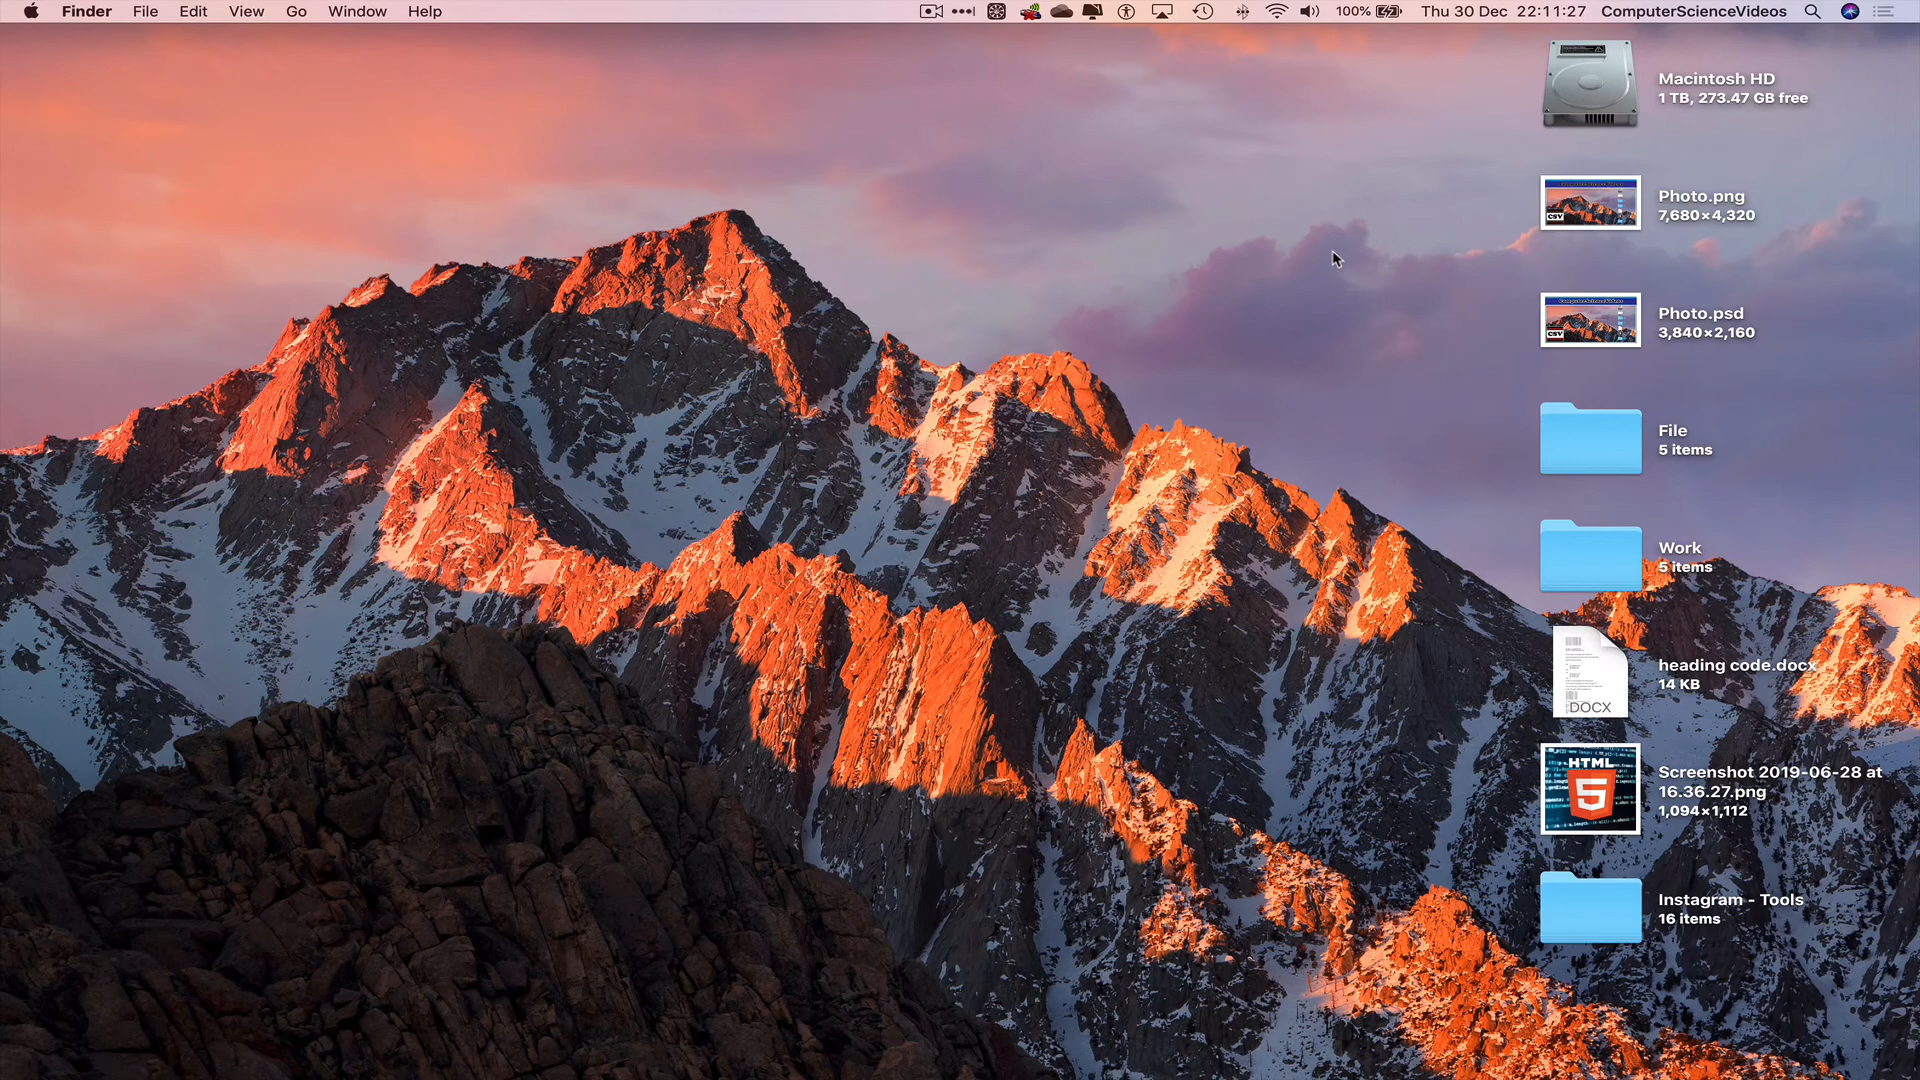 Finder File Edit View Go Window Help 100% Thu 30 Dec 22:11:27 ComputerScienceVideos
Macintosh HD
1 TB, 273.47 GB free
Photo.png
7,680×4,320
CSV
Photo.psd
3,840×2,160
ComputerScienceVideos
CSV
File
5 items
Work
5 items
heading code.docx
14 KB
DOCX
HTML
5
Screenshot 2019-06-28 at
16.36.27.png
1,094×1,112
Instagram - Tools
16 items